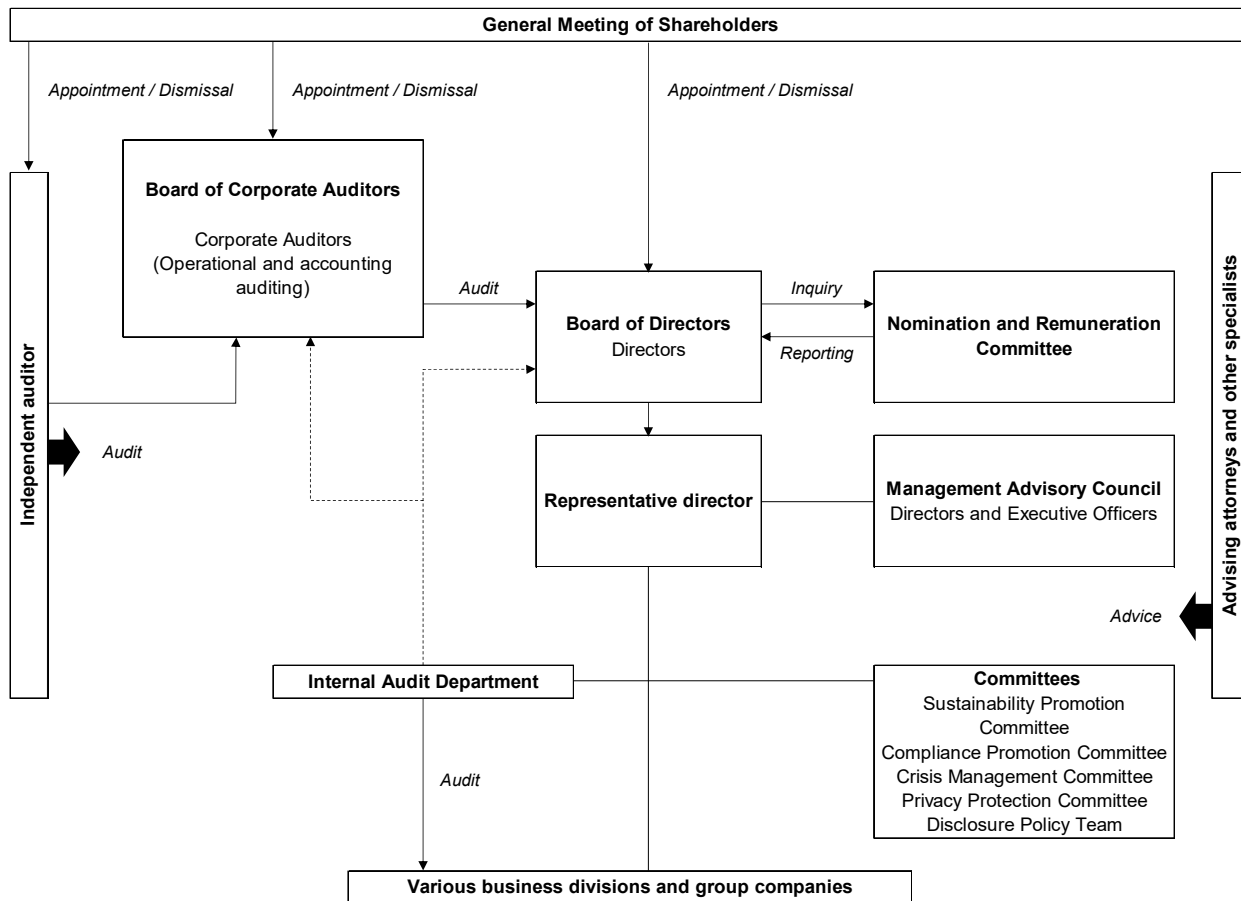 General Meeting of Shareholders
Appointment / Dismissal
Appointment / Dismissal
Appointment / Dismissal
Board of Corporate Auditors
Corporate Auditors
(Operational and accounting
auditing)
Independent auditor
Audit
Audit
Board of Directors
Directors
Inquiry
Reporting
Nomination and Remuneration
Committee
Representative director
Management Advisory Council
Directors and Executive Officers
Advising attorneys and other specialists
Advice
Internal Audit Department
Audit
Committees
Sustainability Promotion
Committee
Compliance Promotion Committee
Crisis Management Committee
Privacy Protection Committee
Disclosure Policy Team
Various business divisions and group companies